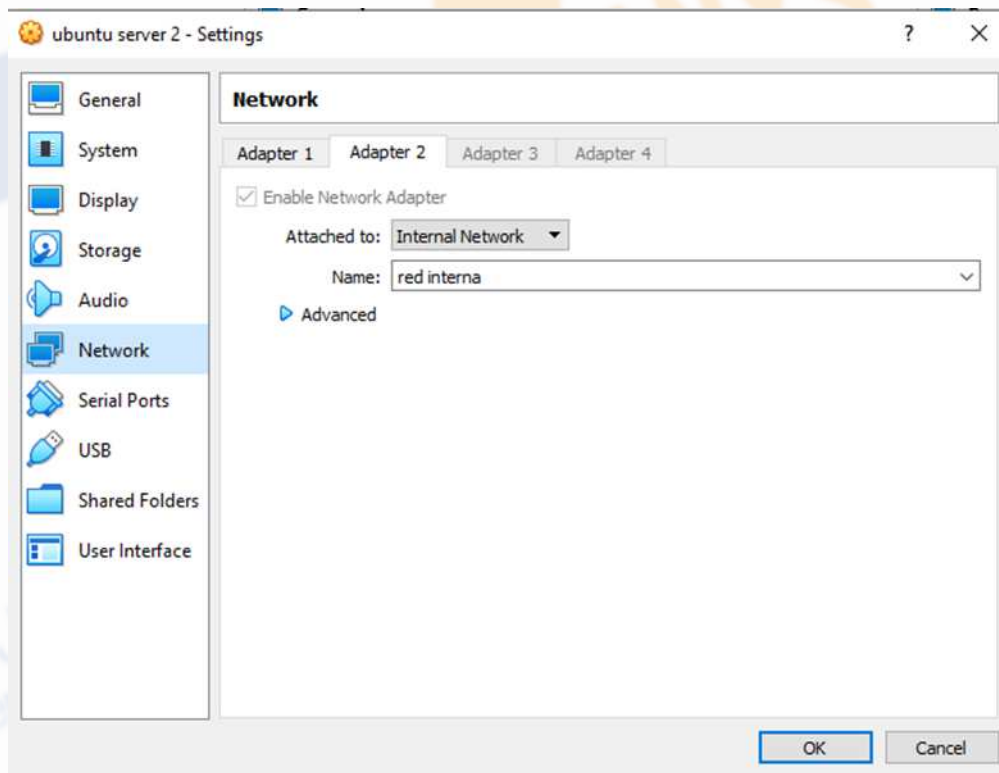 ubuntu server 2 - Settings
?
General
System
Display
Storage
Audio
Network
Serial Ports
USB
Shared Folders
User Interface
Network
Adapter 1
Adapter 2
Adapter 3
Adapter 4
Enable Network Adapter
Attached to: Internal Network
Name: red interna
Advanced
OK
Cancel